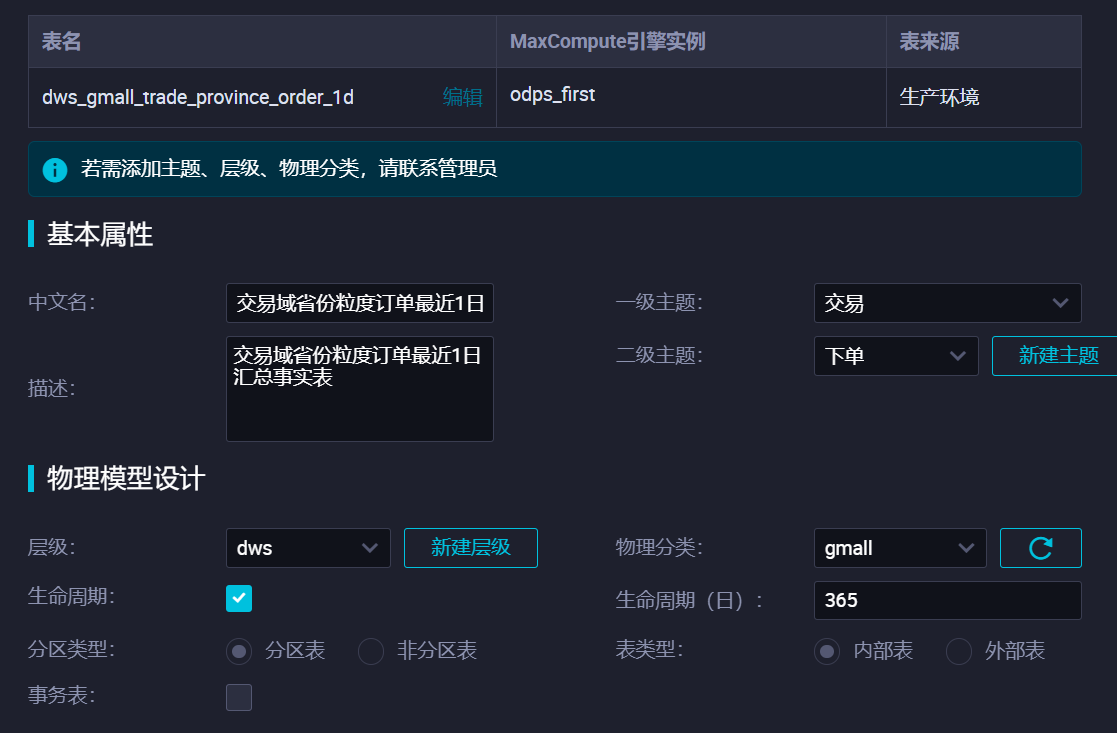 表名 MaxCompute引擎实例 表来源
dws_gmall_trade_province_order_1d 编辑 odps_first 生产环境
若需添加主题、层级、物理分类，请联系管理员
基本属性
中文名： 交易域省份粒度订单最近1日 一级主题： 交易
描述： 交易域省份粒度订单最近1日 二级主题： 下单 新建主题
汇总事实表
物理模型设计
层级： dws 新建层级 物理分类： gmall
生命周期： 生命周期（日）： 365
分区类型： 分区表 非分区表 表类型： 内部表 外部表
事务表：